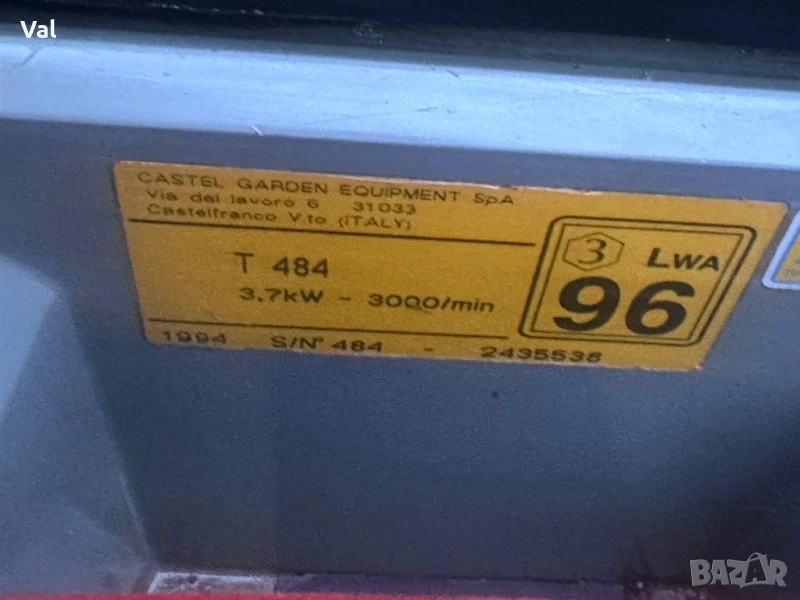 Val
CASTEL GARDEN EQUIPMENT SpA
Via del lavoro 6 31033
Castelfranco V.to (ITALY)
T 484
3.7kW - 3000/min
1994 S/N° 484 - 2435538
3 LWA
96
BAZAR